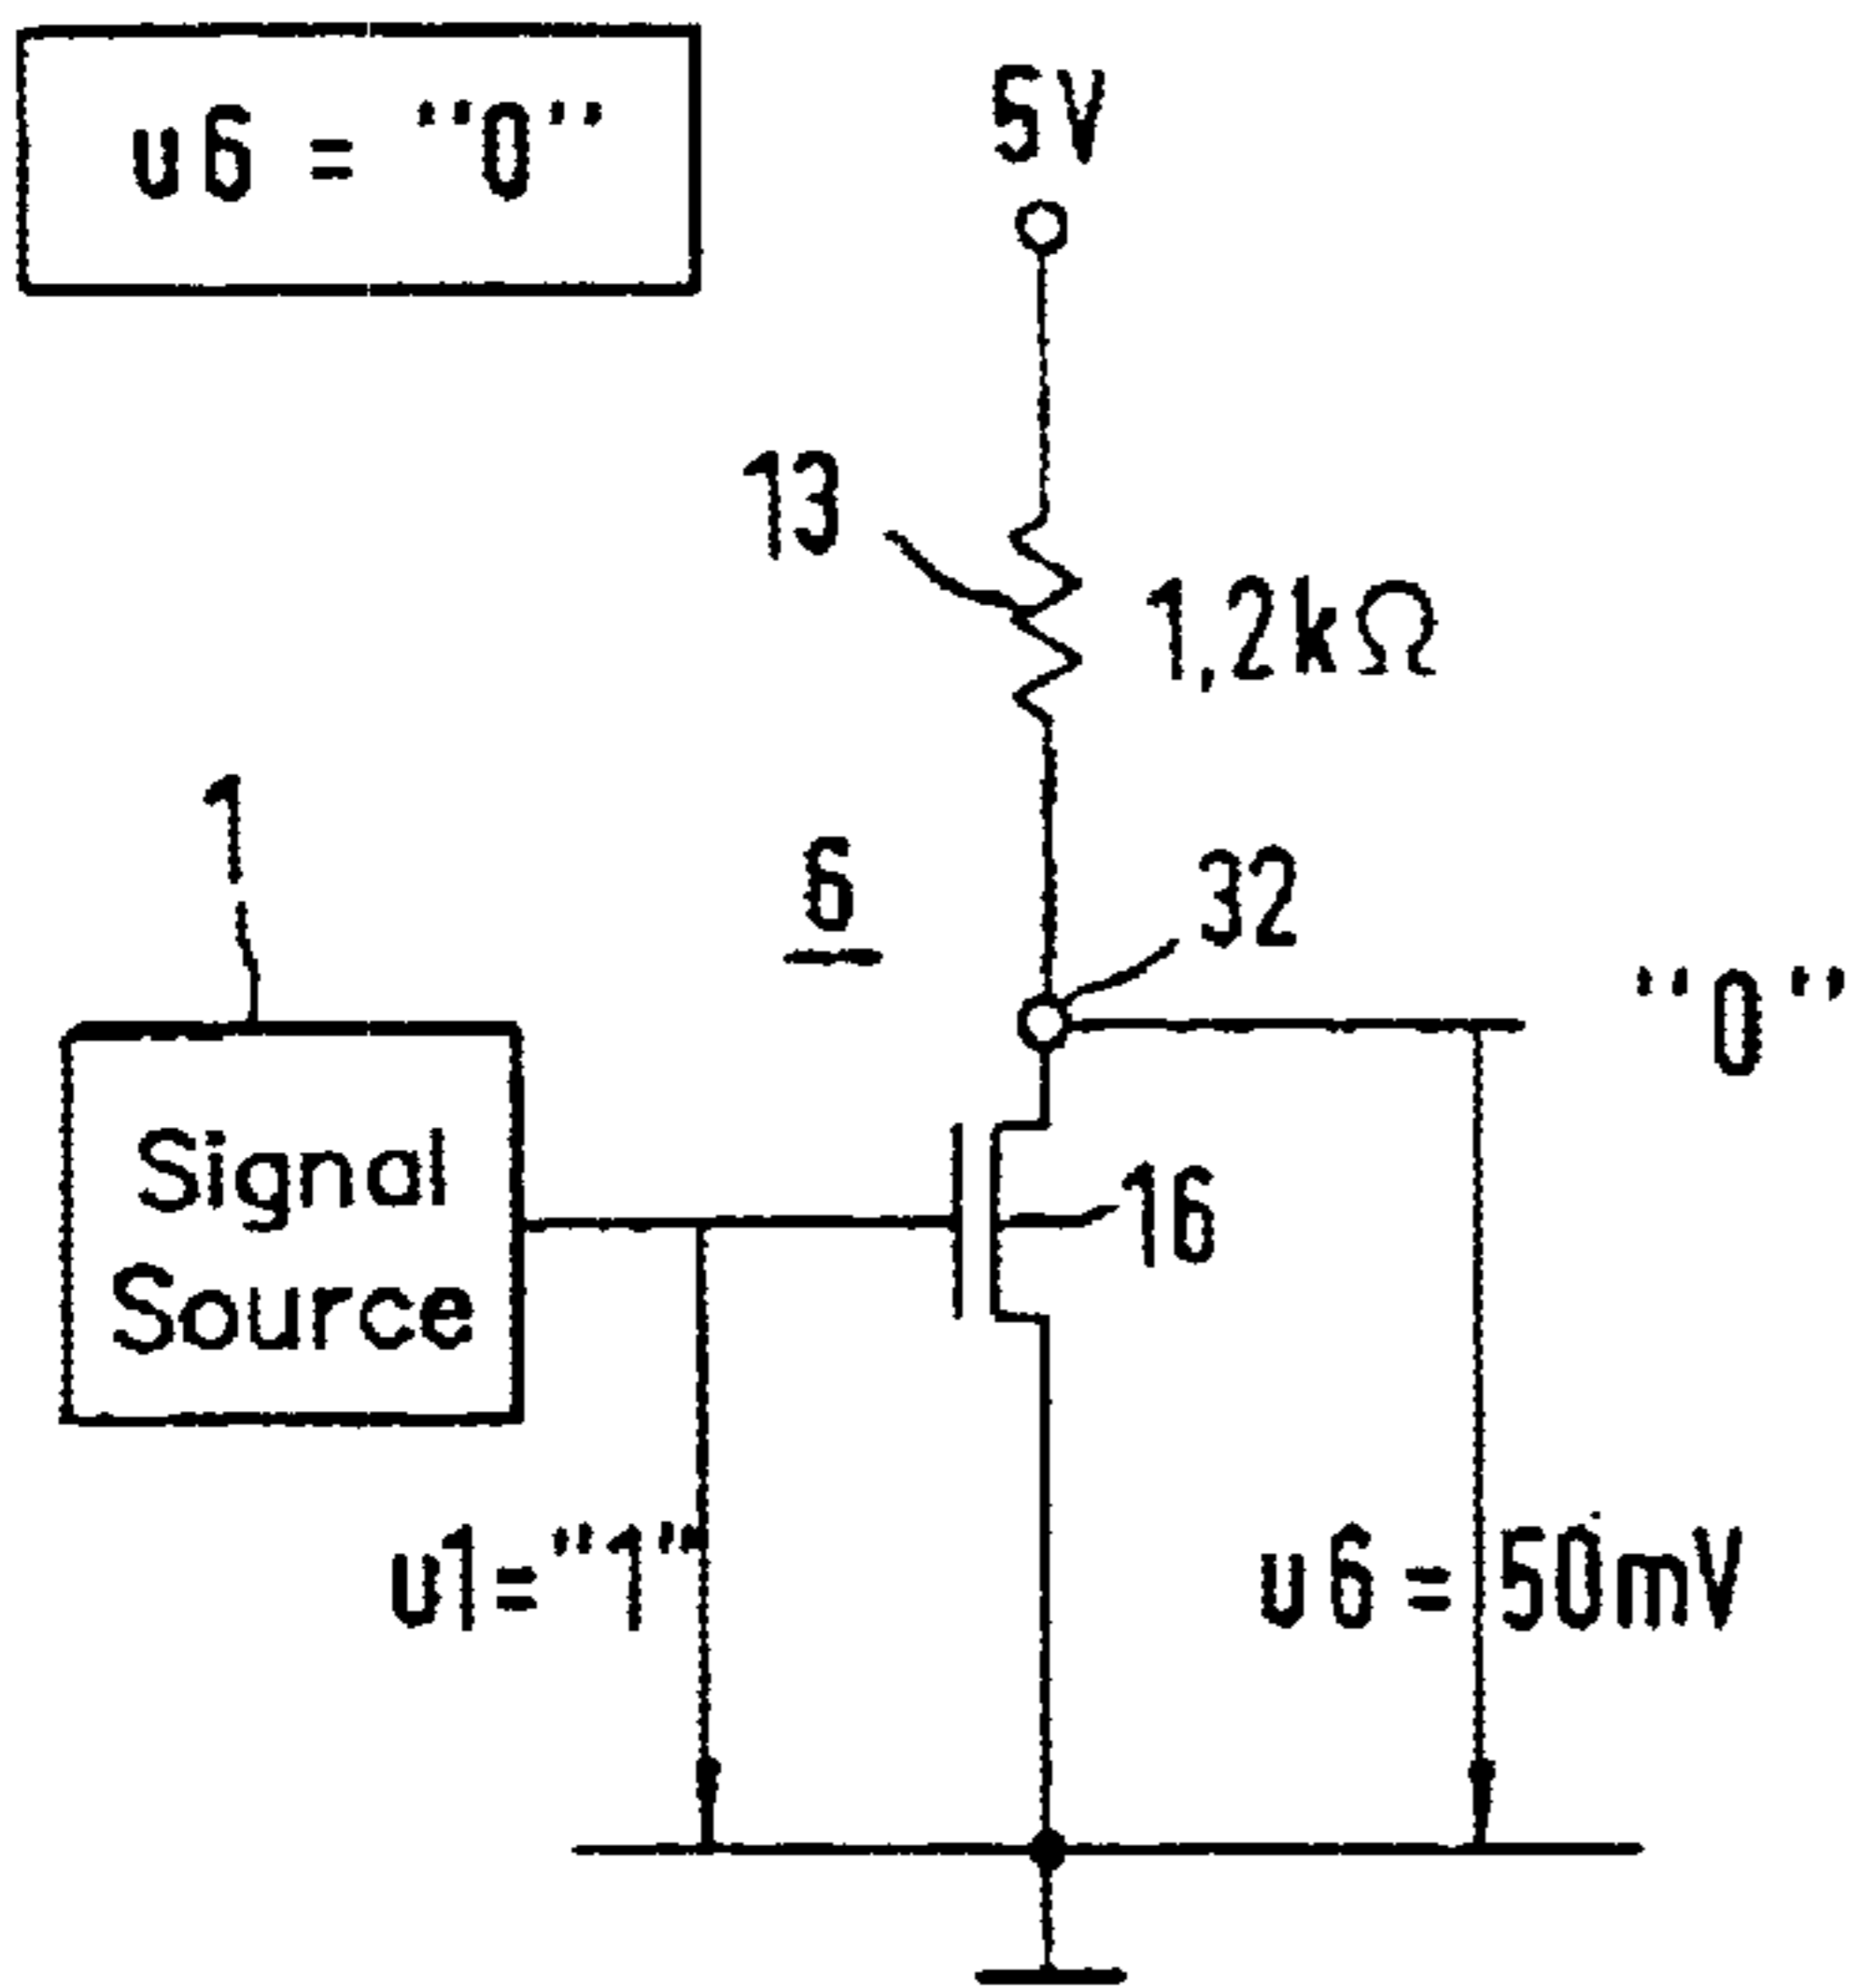 u6 = "0"
5V
13
1,2kΩ
1
6
32
"0"
Signal
Source
16
u1="1"
u6 = 50mV